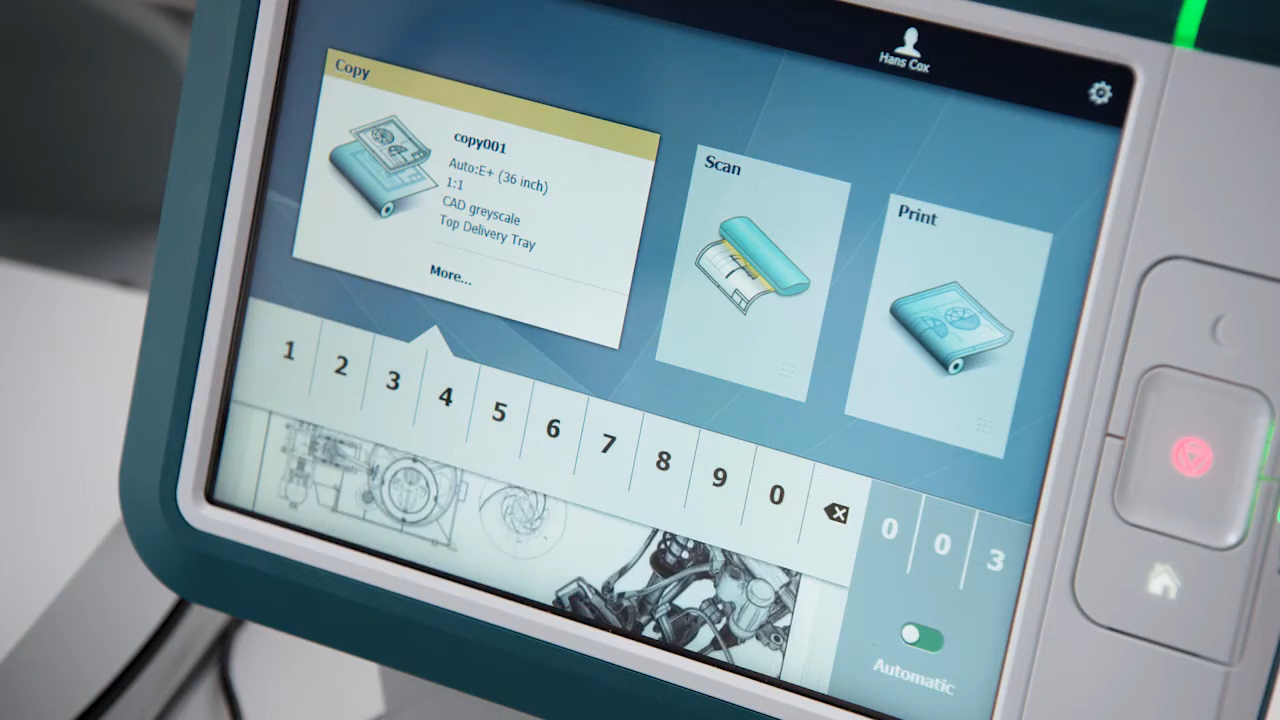 Hans Cox
Copy
copy001
Auto:E+ (36 inch)
1:1
CAD greyscale
Top Delivery Tray
More...
Scan
Print
1 2 3 4 5 6 7 8 9 0
0 0 3
Automatic